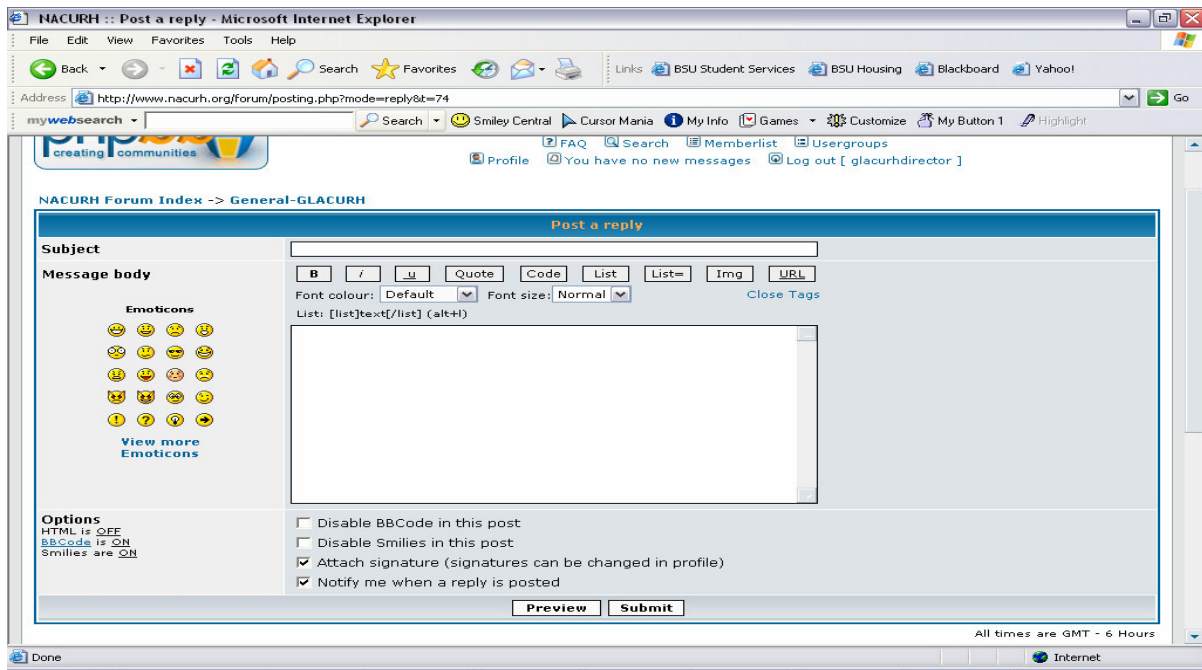 NACURH :: Post a reply - Microsoft Internet Explorer
File Edit View Favorites Tools Help
Back Search Favorites Links BSU Student Services BSU Housing Blackboard Yahoo!
Address http://www.nacurh.org/forum/posting.php?mode=reply&t=74 Go
mywebsearch Search Smiley Central Cursor Mania My Info Games Customize My Button 1 Highlight
creating communities
FAQ Search Memberlist Usergroups
Profile You have no new messages Log out [ glacurhdirector ]
NACURH Forum Index -> General-GLACURH
Post a reply
Subject
Message body
B i u Quote Code List List= Img URL
Font colour: Default Font size: Normal Close Tags
List: [list]text[/list] (alt+l)
Emoticons
View more
Emoticons
Options
HTML is OFF
BBCode is ON
Smilies are ON
Disable BBCode in this post
Disable Smilies in this post
Attach signature (signatures can be changed in profile)
Notify me when a reply is posted
Preview Submit
All times are GMT - 6 Hours
Done Internet